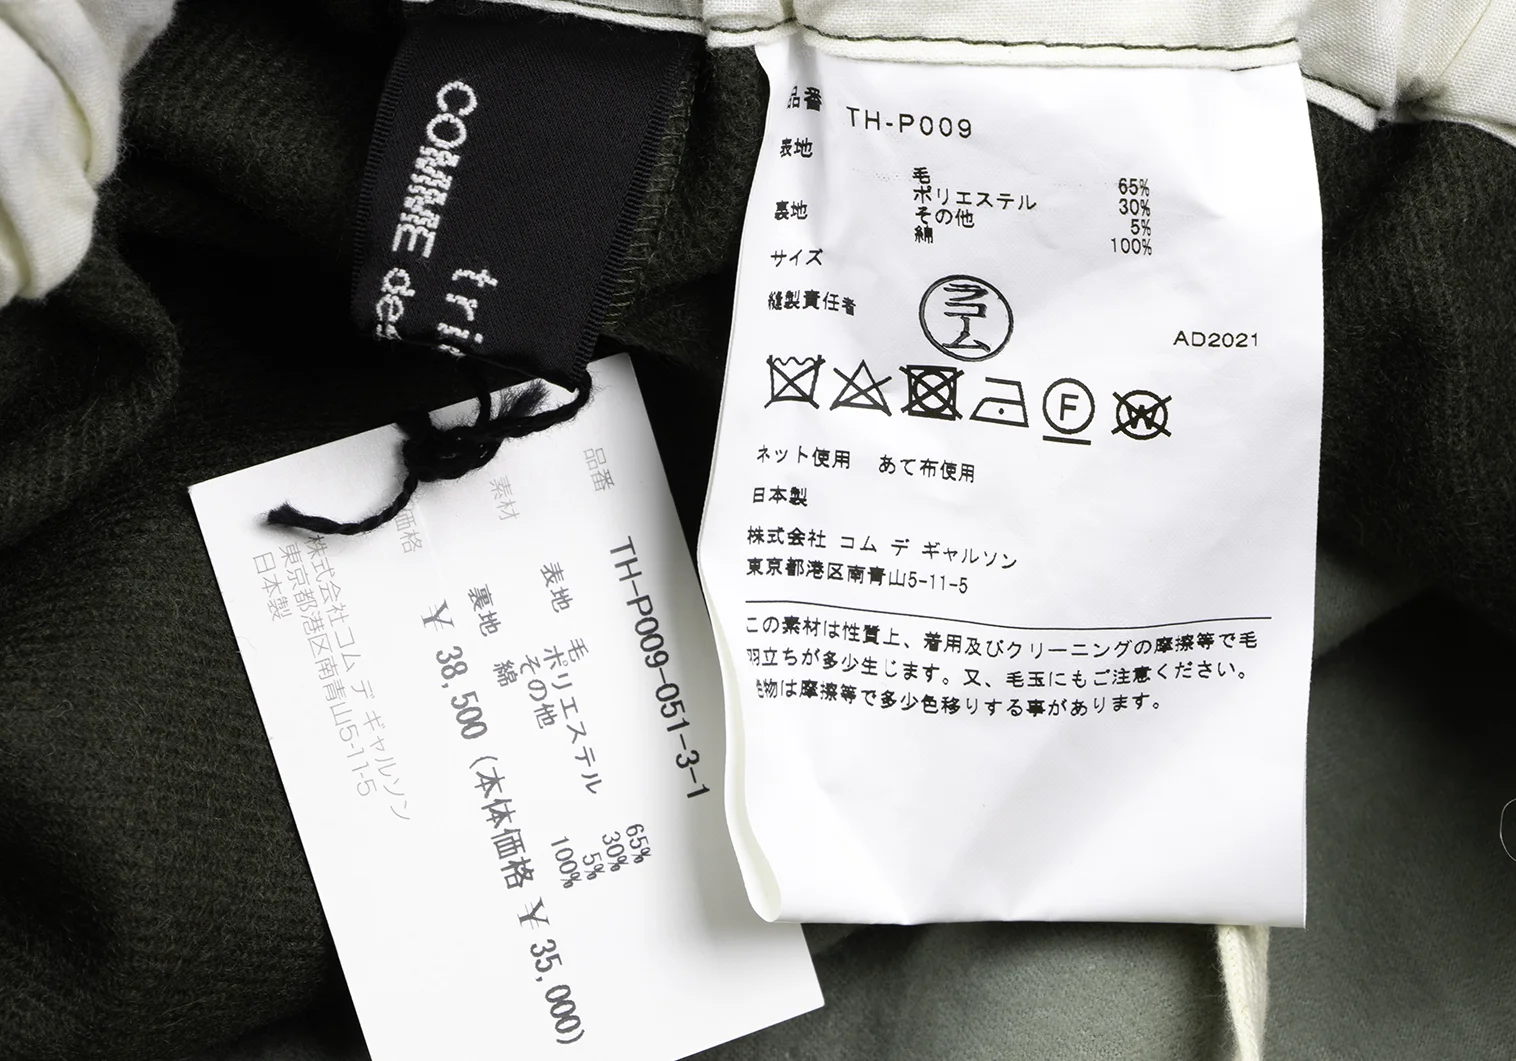 COMME des
tri
品番 TH-P009
表地 毛 65%
ポリエステル 30%
その他 5%
裏地 綿 100%
サイズ
縫製責任者 コム
AD2021
F
W
ネット使用 あて布使用
日本製
株式会社 コム デ ギャルソン
東京都港区南青山5-11-5
この素材は性質上、着用及びクリーニングの摩擦等で毛
羽立ちが多少生じます。又、毛玉にもご注意ください。
物は摩擦等で多少色移りする事があります。
品番 TH-P009-051-3-1
素材 表地 毛 65%
ポリエステル 30%
その他 5%
裏地 綿 100%
価格 ¥ 38,500 (本体価格 ¥ 35,000)
株式会社コム デ ギャルソン
東京都港区南青山5-11-5
日本製